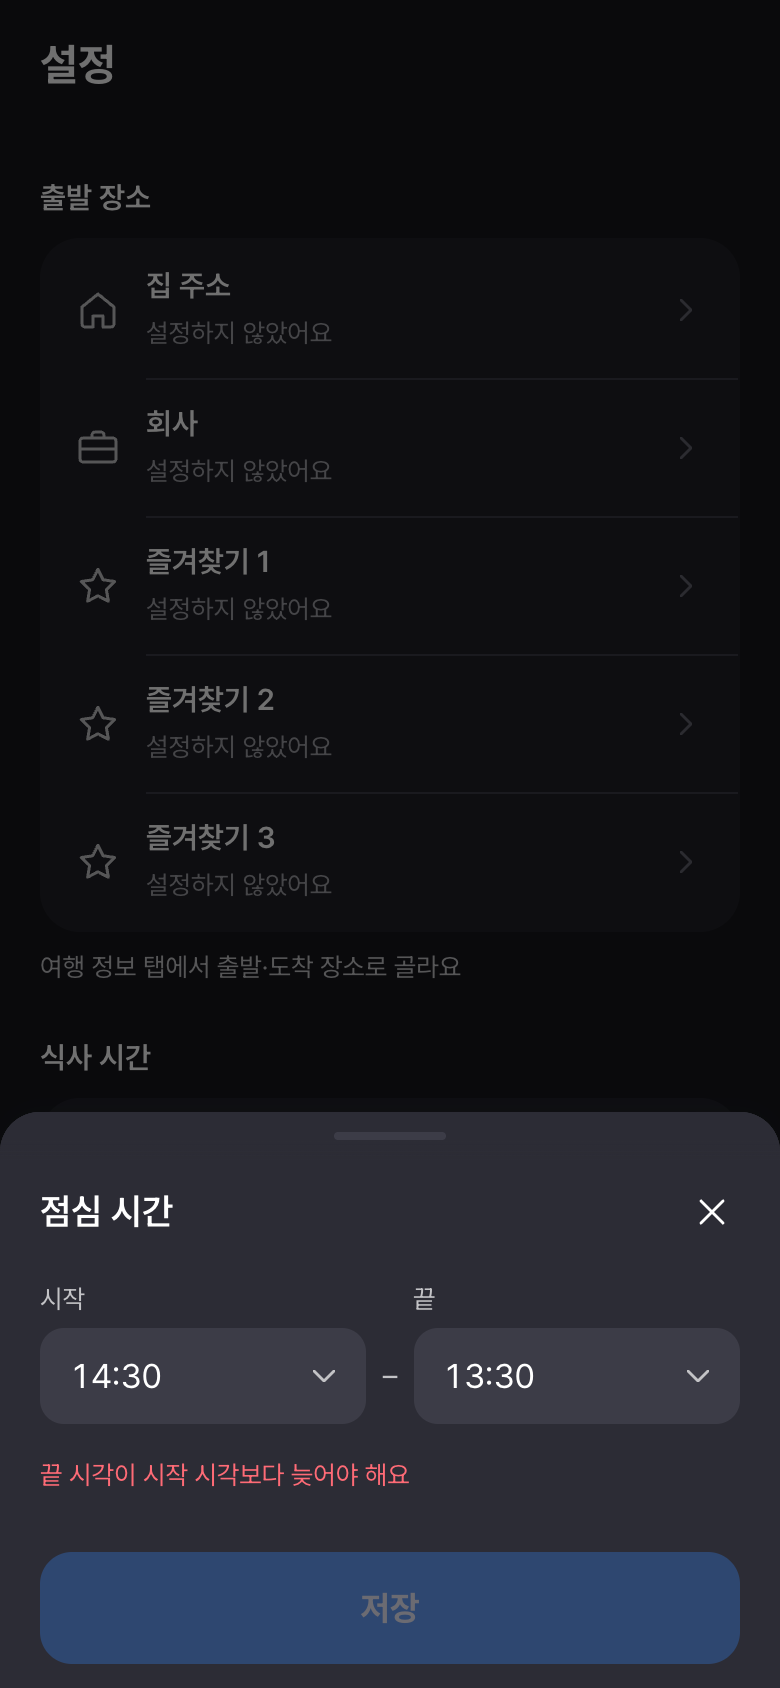 설정
출발 장소
집 주소
설정하지 않았어요
회사
설정하지 않았어요
즐겨찾기 1
설정하지 않았어요
즐겨찾기 2
설정하지 않았어요
즐겨찾기 3
설정하지 않았어요
여행 정보 탭에서 출발·도착 장소로 골라요
식사 시간
점심 시간
시작 끝
14:30 – 13:30
끝 시각이 시작 시각보다 늦어야 해요
저장